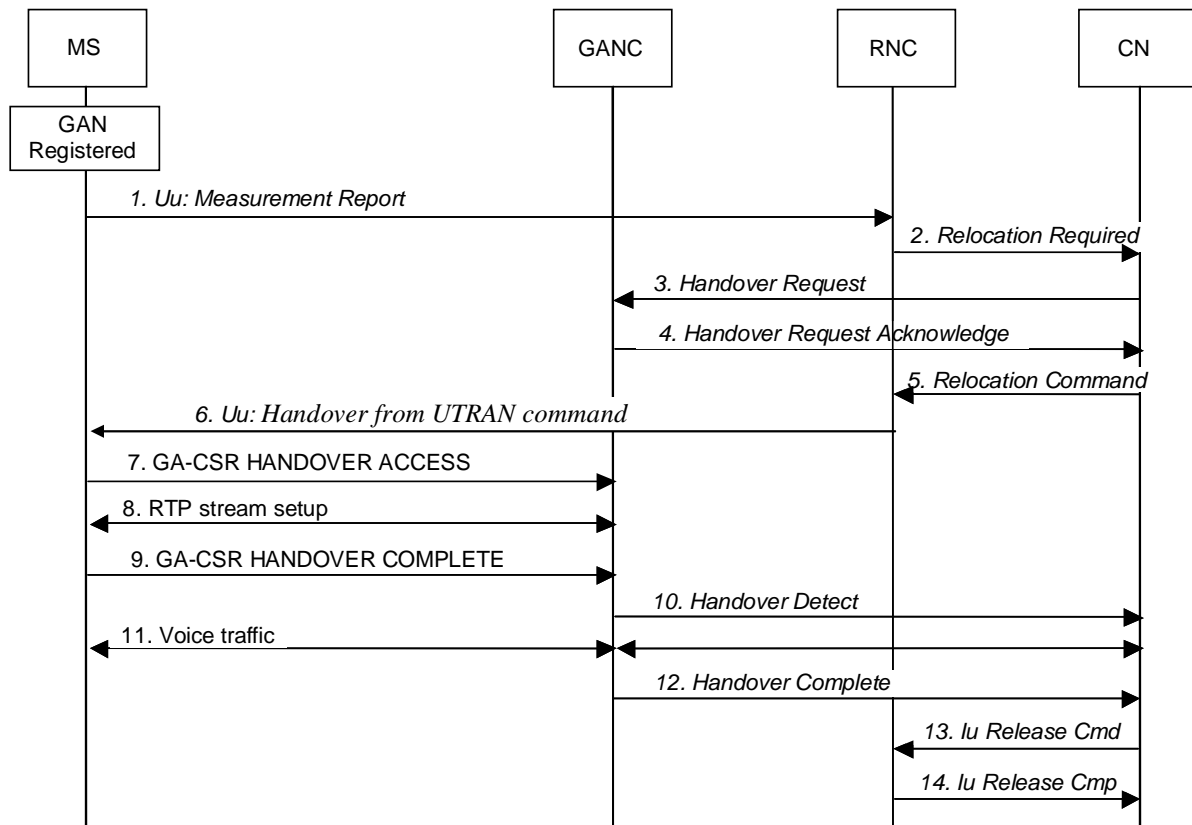 MS
GANC
RNC
CN
GAN
Registered
1. Uu: Measurement Report
2. Relocation Required
3. Handover Request
4. Handover Request Acknowledge
5. Relocation Command
6. Uu: Handover from UTRAN command
7. GA-CSR HANDOVER ACCESS
8. RTP stream setup
9. GA-CSR HANDOVER COMPLETE
10. Handover Detect
11. Voice traffic
12. Handover Complete
13. Iu Release Cmd
14. Iu Release Cmp